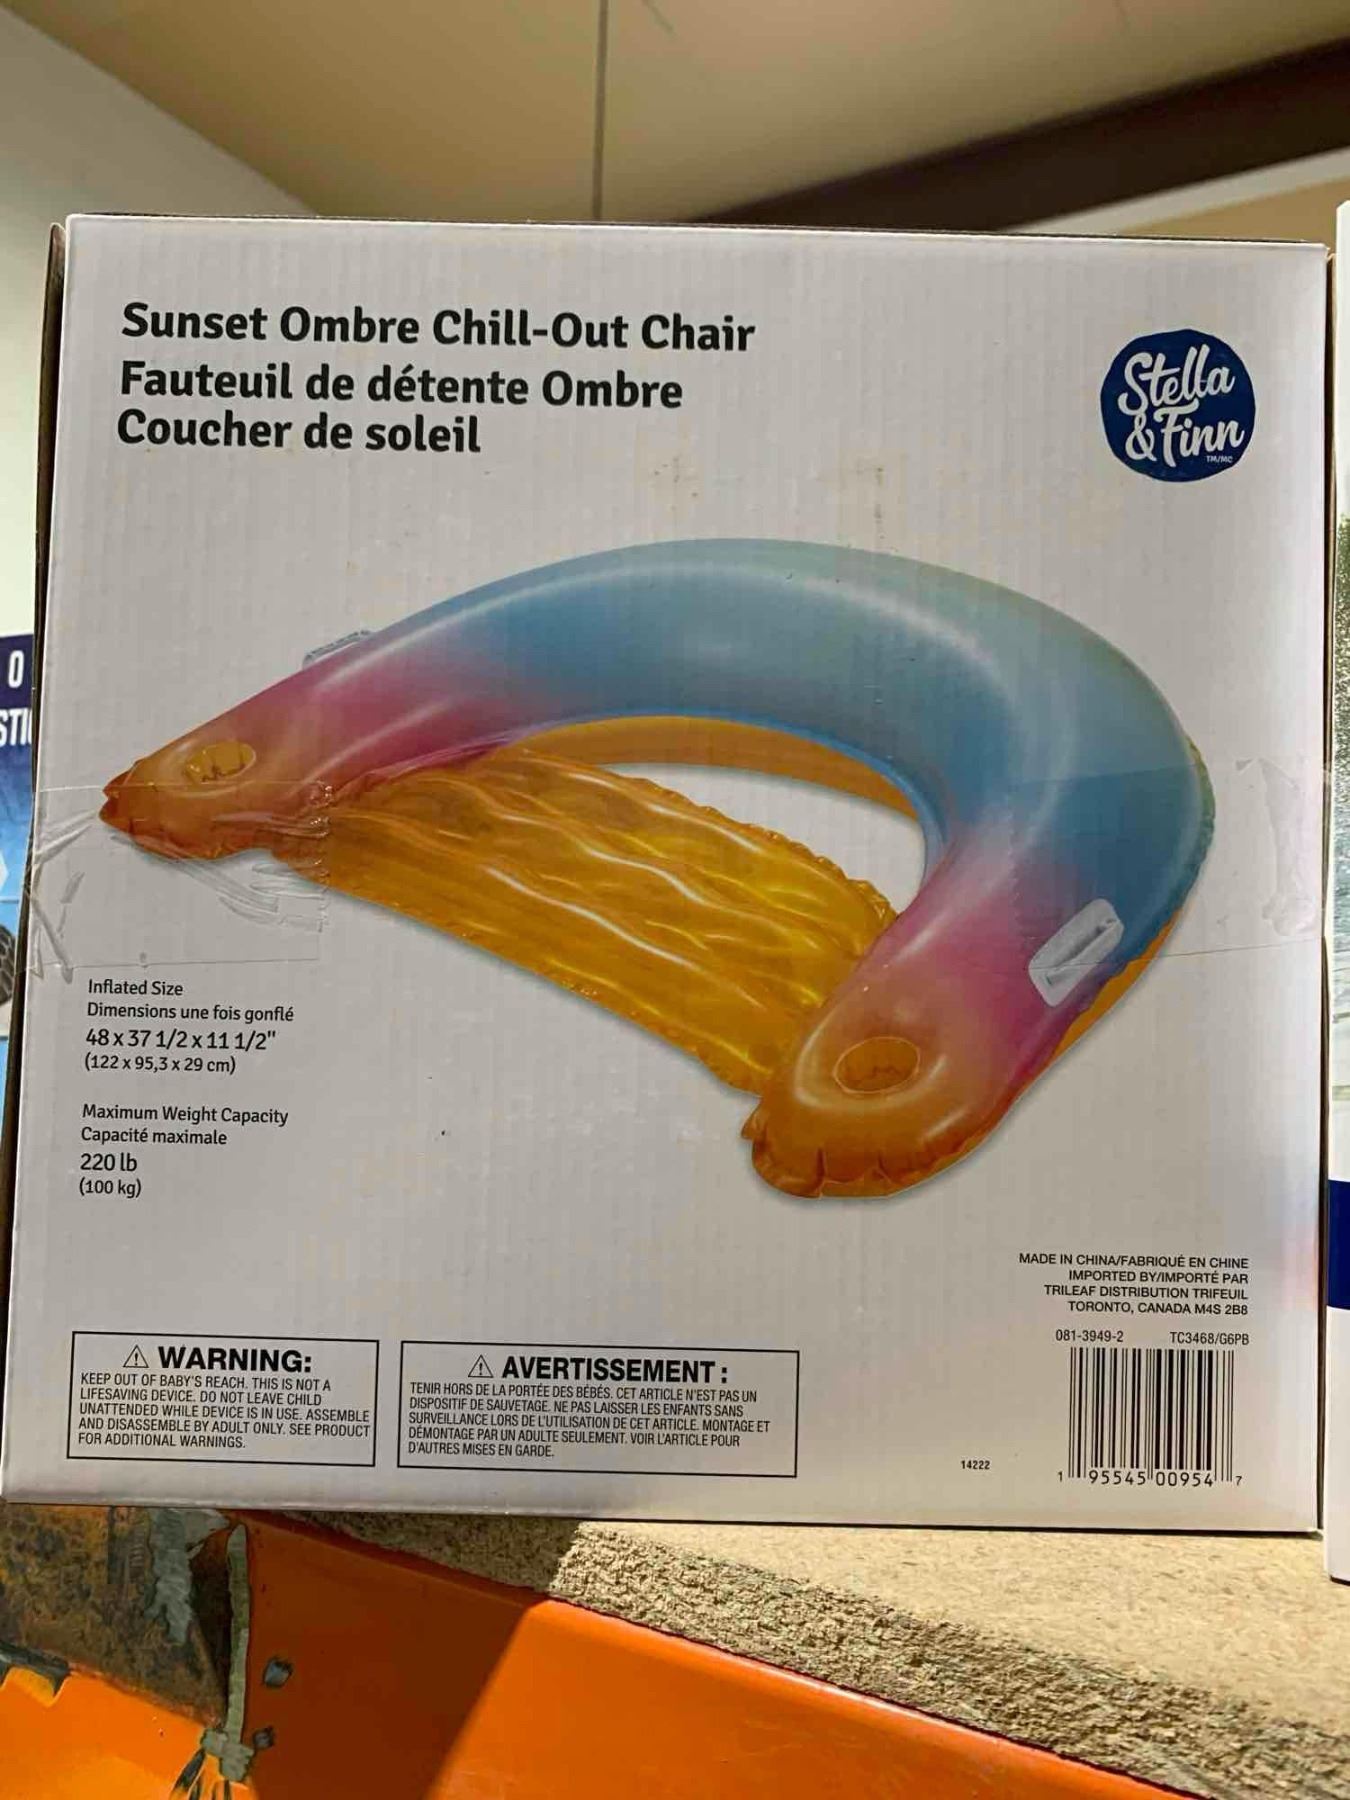 Sunset Ombre Chill-Out Chair
Fauteuil de détente Ombre
Coucher de soleil
Stella
& Finn
TM/MC
O
STI
Inflated Size
Dimensions une fois gonflé
48 x 37 1/2 x 11 1/2"
(122 x 95,3 x 29 cm)
Maximum Weight Capacity
Capacité maximale
220 lb
(100 kg)
MADE IN CHINA/FABRIQUÉ EN CHINE
IMPORTED BY/IMPORTÉ PAR
TRILEAF DISTRIBUTION TRIFEUIL
TORONTO, CANADA M4S 2B8
081-3949-2 TC3468/G6PB
WARNING:
KEEP OUT OF BABY'S REACH. THIS IS NOT A
LIFESAVING DEVICE. DO NOT LEAVE CHILD
UNATTENDED WHILE DEVICE IS IN USE. ASSEMBLE
AND DISASSEMBLE BY ADULT ONLY. SEE PRODUCT
FOR ADDITIONAL WARNINGS.
AVERTISSEMENT :
TENIR HORS DE LA PORTÉE DES BÉBÉS. CET ARTICLE N'EST PAS UN
DISPOSITIF DE SAUVETAGE. NE PAS LAISSER LES ENFANTS SANS
SURVEILLANCE LORS DE L'UTILISATION DE CET ARTICLE. MONTAGE ET
DÉMONTAGE PAR UN ADULTE SEULEMENT. VOIR L'ARTICLE POUR
D'AUTRES MISES EN GARDE.
14222
1 95545 00954 7